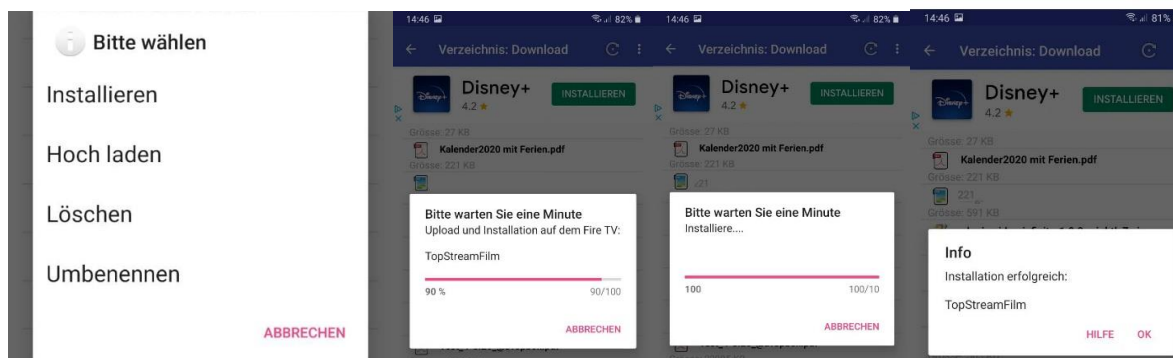 Bitte wählen
Installieren
Hoch laden
Löschen
Umbenennen
ABBRECHEN
14:46 82%
Verzeichnis: Download
Disney+
Disney+
4.2 ★
INSTALLIEREN
Grösse: 27 KB
Kalender2020 mit Ferien.pdf
Grösse: 221 KB
Bitte warten Sie eine Minute
Upload und Installation auf dem Fire TV:
TopStreamFilm
90 % 90/100
ABBRECHEN
14:46 82%
Verzeichnis: Download
Disney+
Disney+
4.2 ★
INSTALLIEREN
Grösse: 27 KB
Kalender2020 mit Ferien.pdf
Grösse: 221 KB
221
Bitte warten Sie eine Minute
Installiere....
100 100/10
ABBRECHEN
14:46 81%
Verzeichnis: Download
Disney+
Disney+
4.2 ★
INSTALLIEREN
Grösse: 27 KB
Kalender2020 mit Ferien.pdf
Grösse: 221 KB
221
Grösse: 591 KB
Info
Installation erfolgreich:
TopStreamFilm
HILFE OK